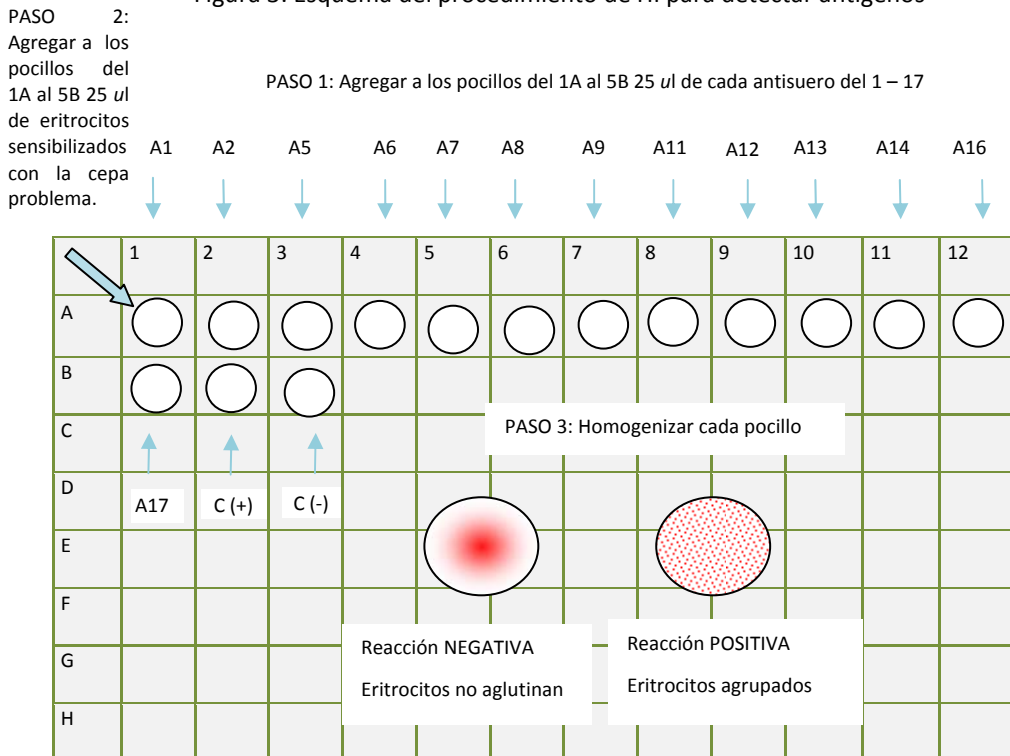 Figura 3. Esquema del procedimiento de HI para detectar antígenos
PASO 2:
Agregar a los
pocillos del
1A al 5B 25 ul
de eritrocitos
sensibilizados
con la cepa
problema.
PASO 1: Agregar a los pocillos del 1A al 5B 25 ul de cada antisuero del 1 – 17
A1 A2 A5 A6 A7 A8 A9 A11 A12 A13 A14 A16
1 2 3 4 5 6 7 8 9 10 11 12
A
B
C
PASO 3: Homogenizar cada pocillo
D
A17 C (+) C (-)
E
F
Reacción NEGATIVA
Eritrocitos no aglutinan
Reacción POSITIVA
Eritrocitos agrupados
G
H